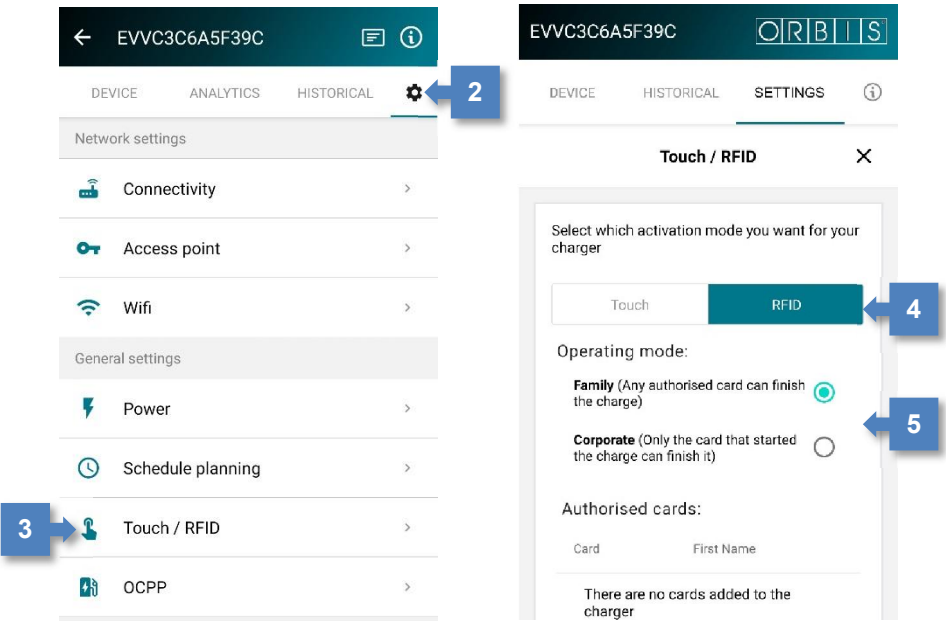 EVVC3C6A5F39C
DEVICE ANALYTICS HISTORICAL
2
Network settings
Connectivity
Access point
Wifi
General settings
Power
Schedule planning
3
Touch / RFID
OCPP
EVVC3C6A5F39C ORBIS
DEVICE HISTORICAL SETTINGS
Touch / RFID
Select which activation mode you want for your
charger
Touch RFID
4
Operating mode:
Family (Any authorised card can finish
the charge)
5
Corporate (Only the card that started
the charge can finish it)
Authorised cards:
Card First Name
There are no cards added to the
charger